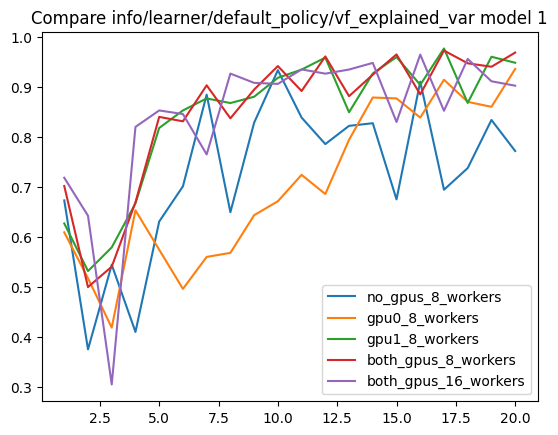 Compare info/learner/default_policy/vf_explained_var model 1
1.0
0.9
0.8
0.7
0.6
0.5
0.4
0.3
no_gpus_8_workers
gpu0_8_workers
gpu1_8_workers
both_gpus_8_workers
both_gpus_16_workers
2.5 5.0 7.5 10.0 12.5 15.0 17.5 20.0